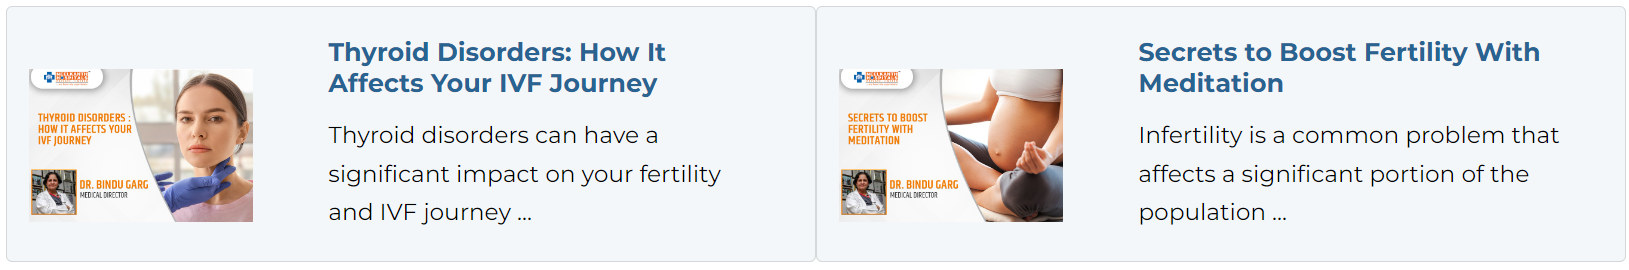 Thyroid Disorders: How It
Affects Your IVF Journey
Thyroid disorders can have a
significant impact on your fertility
and IVF journey ...
THYROID DISORDERS :
HOW IT AFFECTS YOUR
IVF JOURNEY
DR. BINDU GARG
MEDICAL DIRECTOR
Secrets to Boost Fertility With
Meditation
Infertility is a common problem that
affects a significant portion of the
population ...
SECRETS TO BOOST
FERTILITY WITH
MEDITATION
DR. BINDU GARG
MEDICAL DIRECTOR